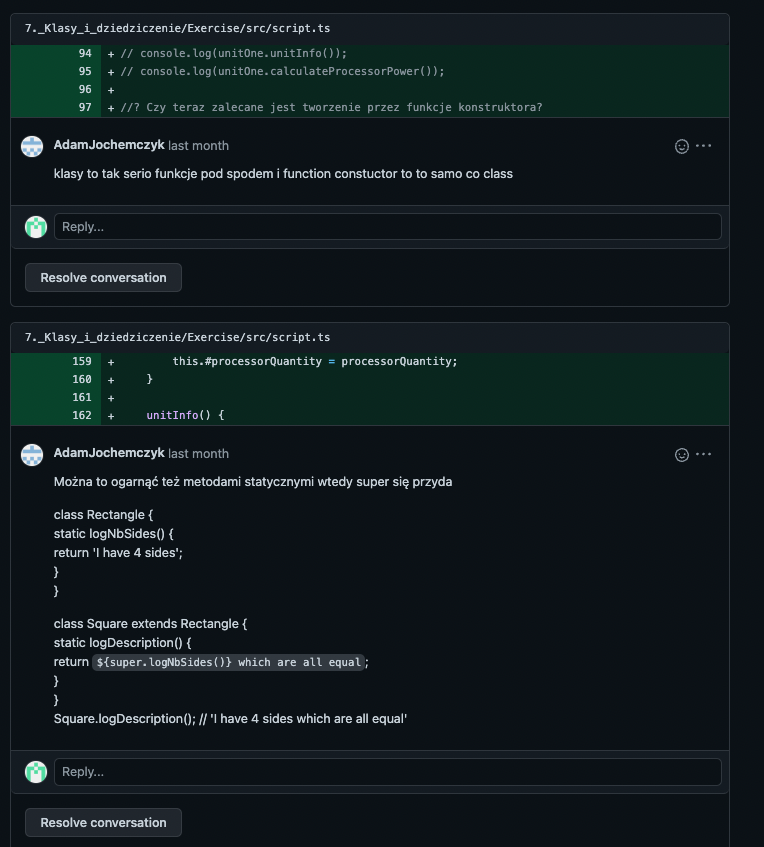 7._Klasy_i_dziedziczenie/Exercise/src/script.ts
94 + // console.log(unitOne.unitInfo());
95 + // console.log(unitOne.calculateProcessorPower());
96 +
97 + //? Czy teraz zalecane jest tworzenie przez funkcje konstruktora?
AdamJochemczyk last month
klasy to tak serio funkcje pod spodem i function constuctor to to samo co class
Reply...
Resolve conversation
7._Klasy_i_dziedziczenie/Exercise/src/script.ts
159 + this.#processorQuantity = processorQuantity;
160 + }
161 +
162 + unitInfo() {
AdamJochemczyk last month
Można to ogarnąć też metodami statycznymi wtedy super się przyda
class Rectangle {
static logNbSides() {
return 'I have 4 sides';
}
}
class Square extends Rectangle {
static logDescription() {
return ${super.logNbSides()} which are all equal;
}
}
Square.logDescription(); // 'I have 4 sides which are all equal'
Reply...
Resolve conversation